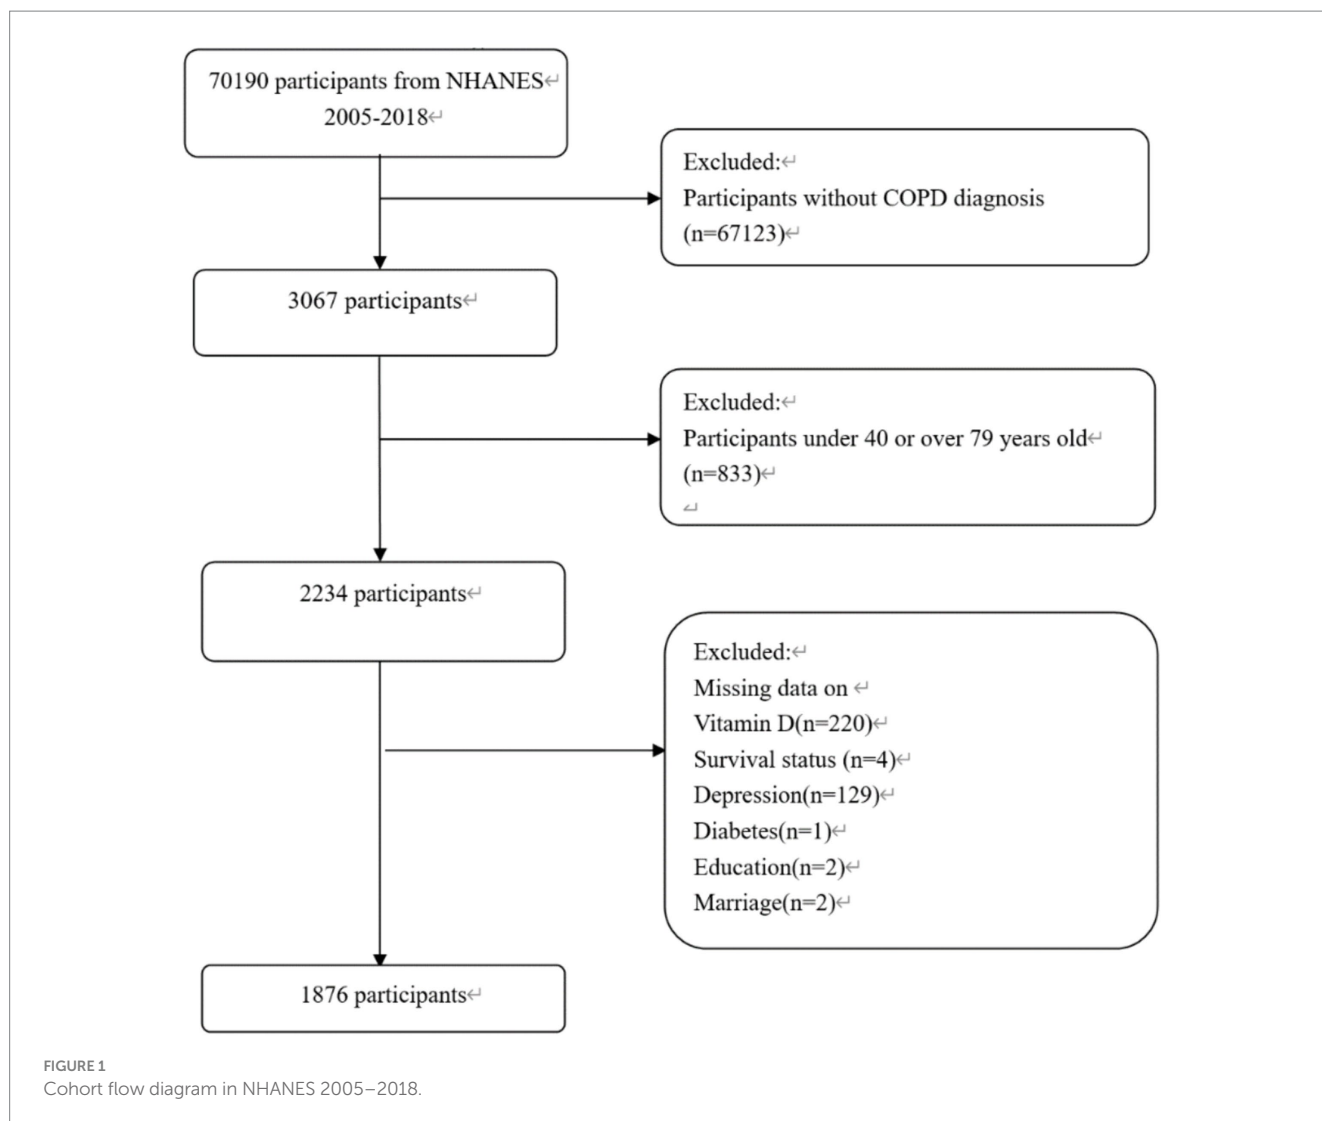 70190 participants from NHANES↵
2005-2018↵
Excluded:↵
Participants without COPD diagnosis
(n=67123)↵
3067 participants↵
Excluded:↵
Participants under 40 or over 79 years old↵
(n=833)↵
↵
2234 participants↵
Excluded:↵
Missing data on ↵
Vitamin D(n=220)↵
Survival status (n=4)↵
Depression(n=129)↵
Diabetes(n=1)↵
Education(n=2)↵
Marriage(n=2)↵
1876 participants↵
FIGURE 1
Cohort flow diagram in NHANES 2005–2018.